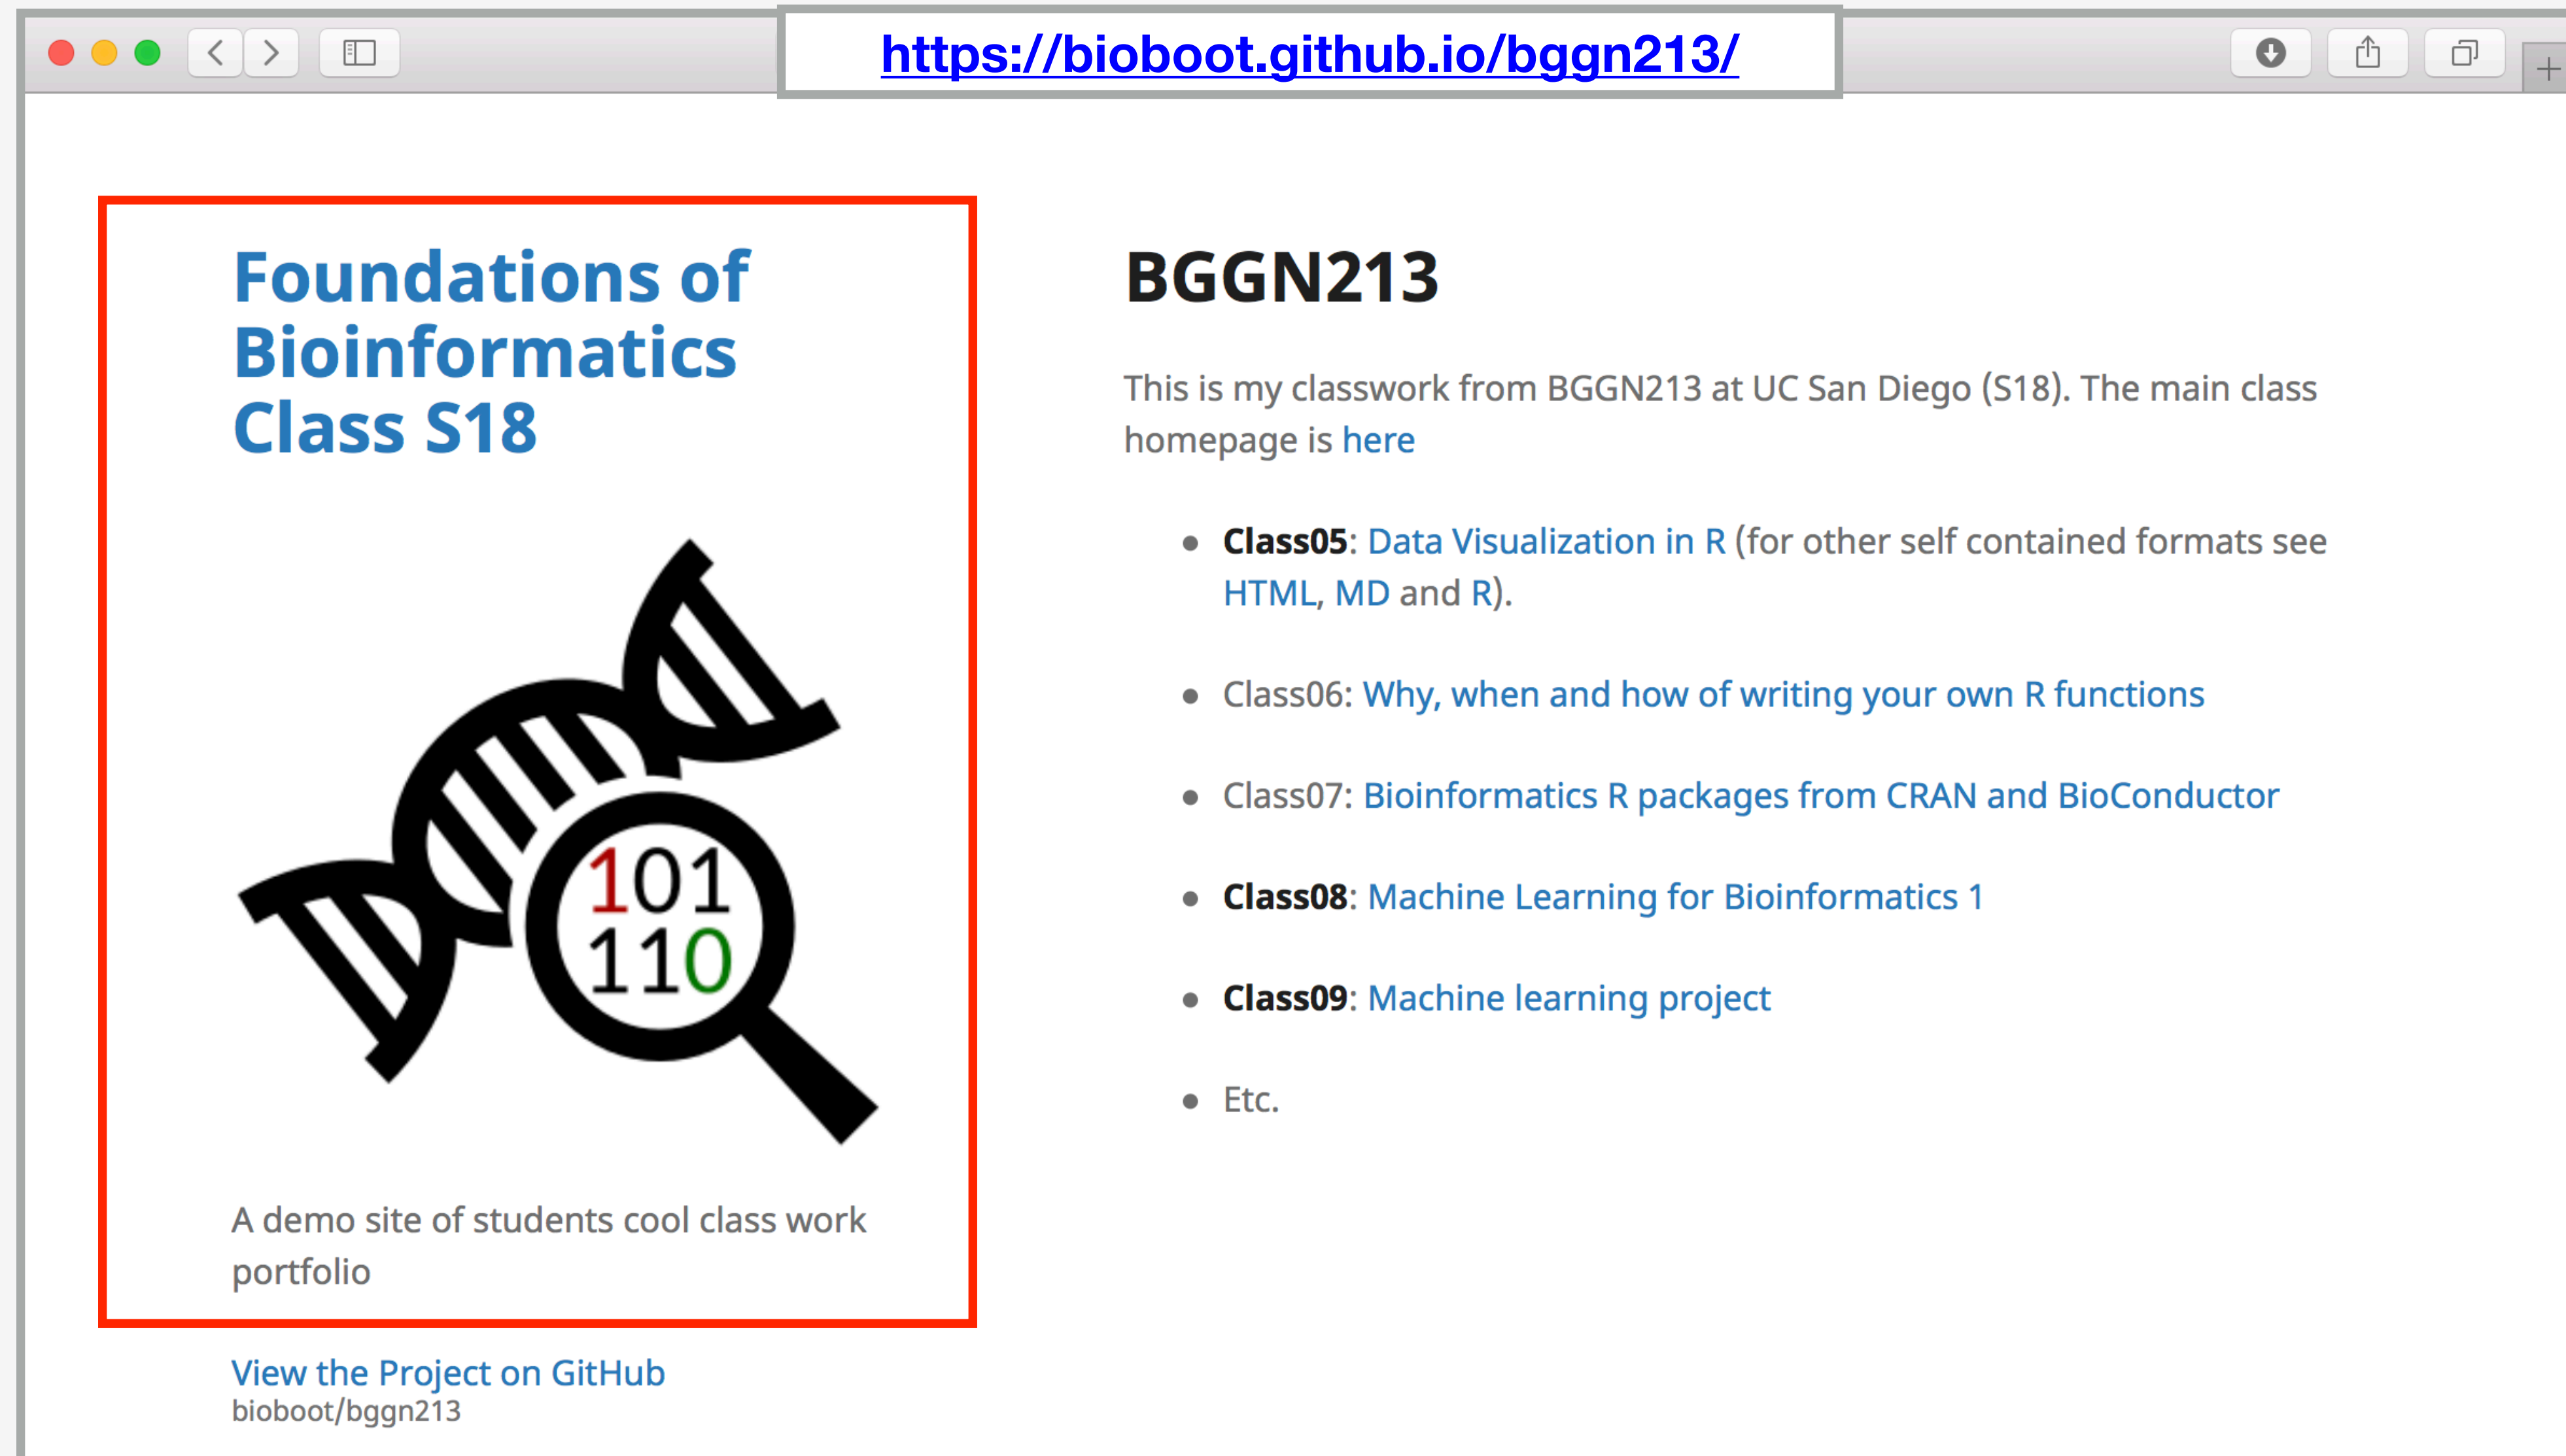 https://bioboot.github.io/bggn213/
Foundations of
Bioinformatics
Class S18
101
110
A demo site of students cool class work
portfolio
View the Project on GitHub
bioboot/bggn213
BGGN213
This is my classwork from BGGN213 at UC San Diego (S18). The main class
homepage is here
• Class05: Data Visualization in R (for other self contained formats see
HTML, MD and R).
• Class06: Why, when and how of writing your own R functions
• Class07: Bioinformatics R packages from CRAN and BioConductor
• Class08: Machine Learning for Bioinformatics 1
• Class09: Machine learning project
• Etc.